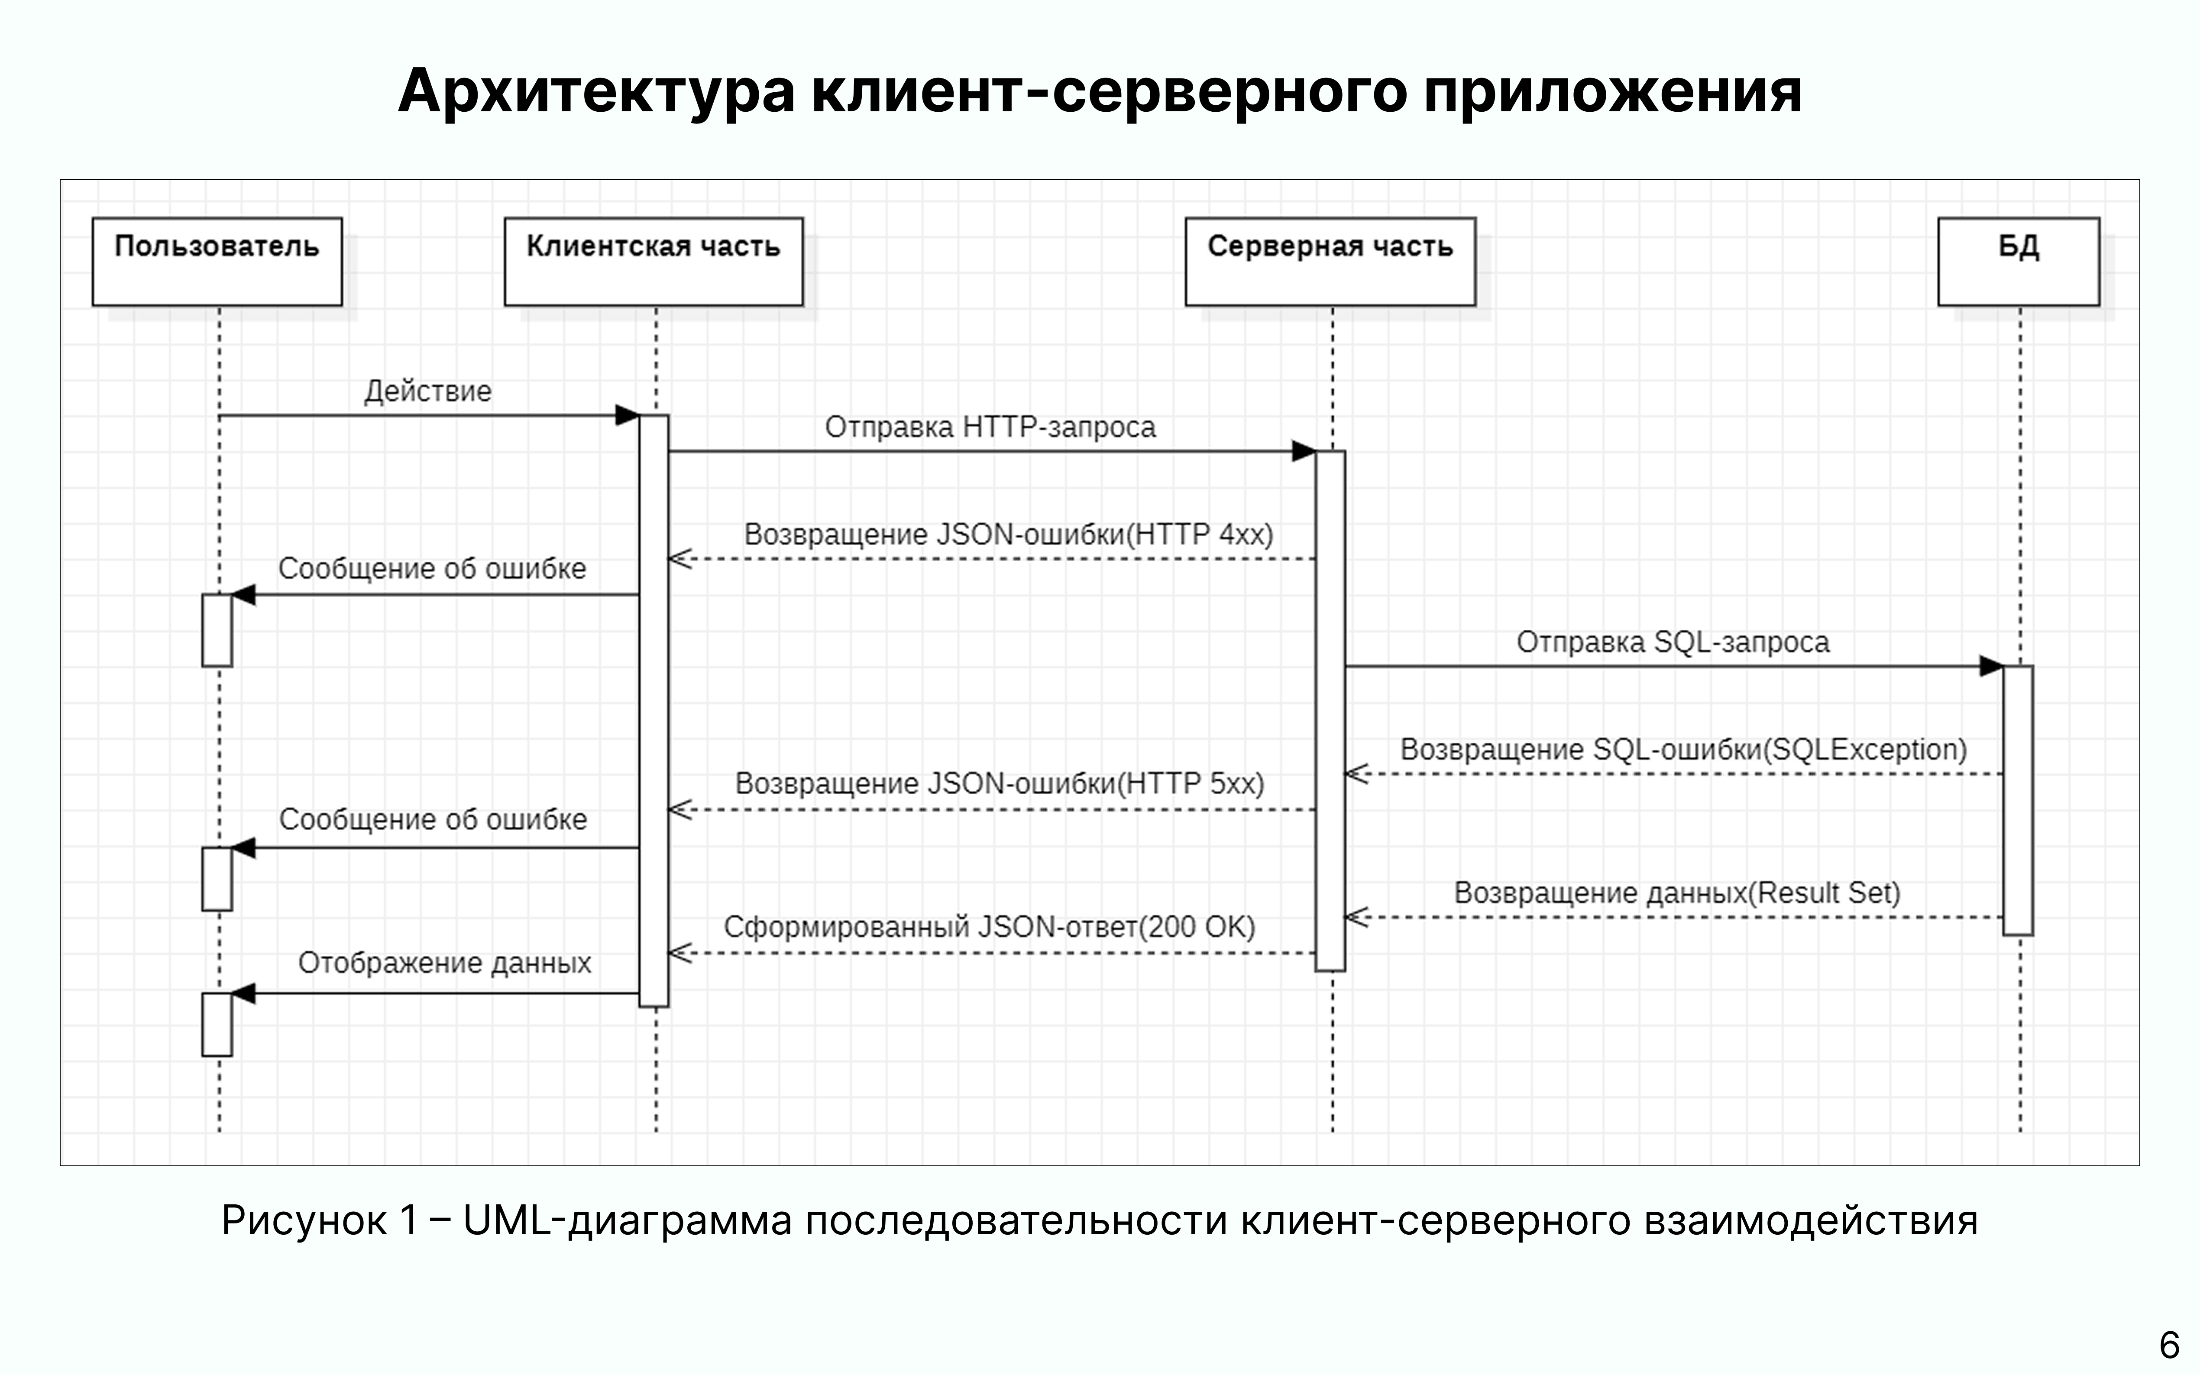 Архитектура клиент-серверного приложения
Пользователь
Клиентская часть
Серверная часть
БД
Действие
Отправка HTTP-запроса
Возвращение JSON-ошибки(HTTP 4xx)
Сообщение об ошибке
Отправка SQL-запроса
Возвращение SQL-ошибки(SQLException)
Возвращение JSON-ошибки(HTTP 5xx)
Сообщение об ошибке
Возвращение данных(Result Set)
Сформированный JSON-ответ(200 OK)
Отображение данных
Рисунок 1 – UML-диаграмма последовательности клиент-серверного взаимодействия
6